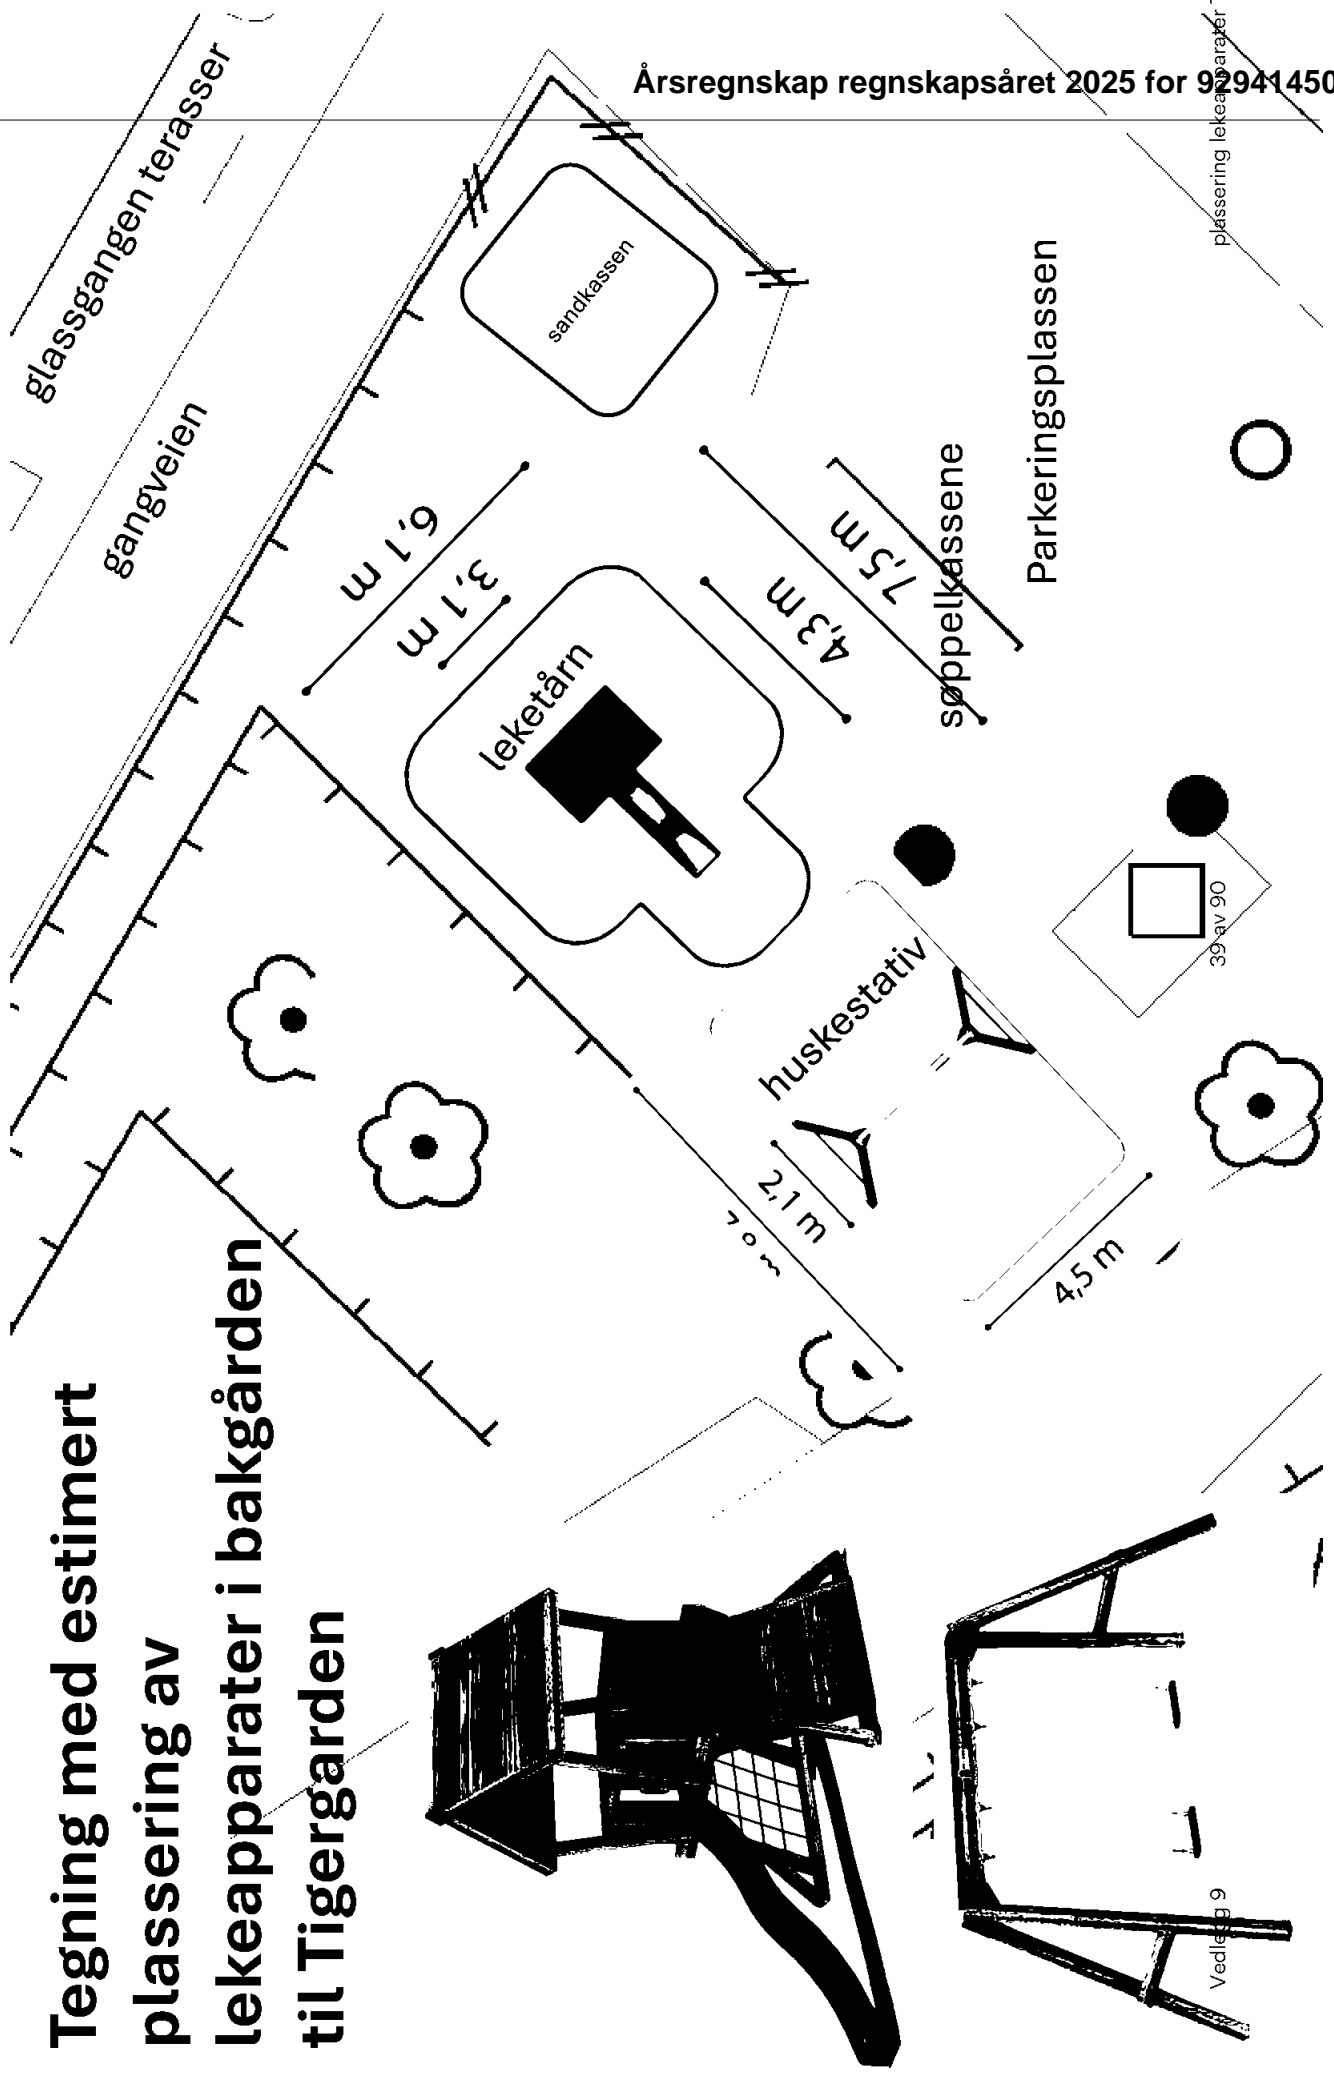 Årsregnskap regnskapsåret 2025 for 92941450
Tegning med estimert
plassering av
lekeapparater i bakgården
til Tigergarden
glassgangen terasser
gangveien
sandkassen
6,1 m
3,1 m
leketårn
4,3 m
7,5 m
søppelkassene
Parkeringsplassen
huskestativ
2,1 m
4,5 m
Vedlegg 9
39 av 90
plassering lekeapparater